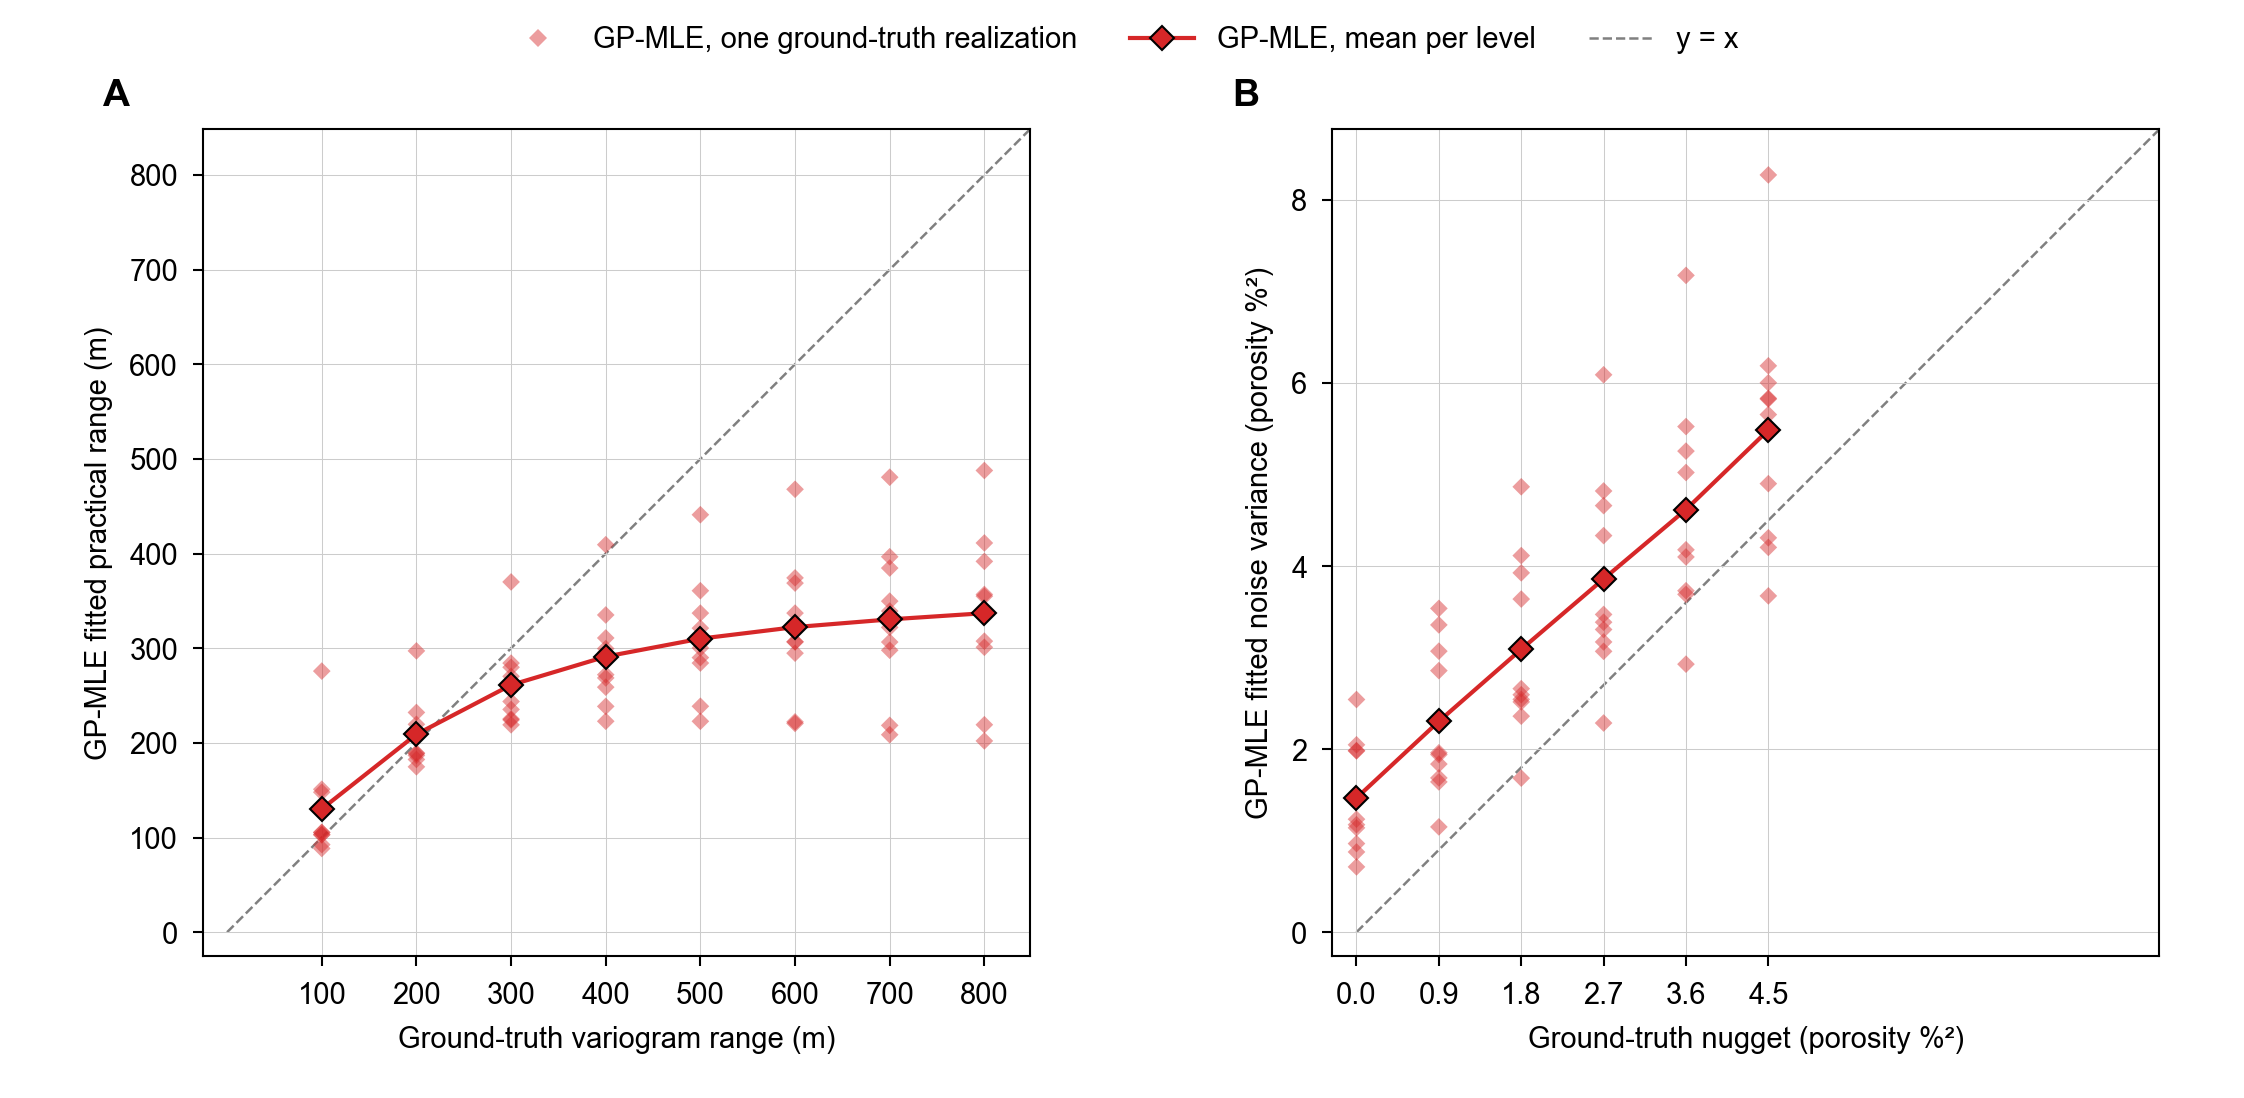 GP-MLE, one ground-truth realization
GP-MLE, mean per level
y = x
A
GP-MLE fitted practical range (m)
800
700
600
500
400
300
200
100
0
100 200 300 400 500 600 700 800
Ground-truth variogram range (m)
B
GP-MLE fitted noise variance (porosity %²)
8
6
4
2
0
0.0 0.9 1.8 2.7 3.6 4.5
Ground-truth nugget (porosity %²)